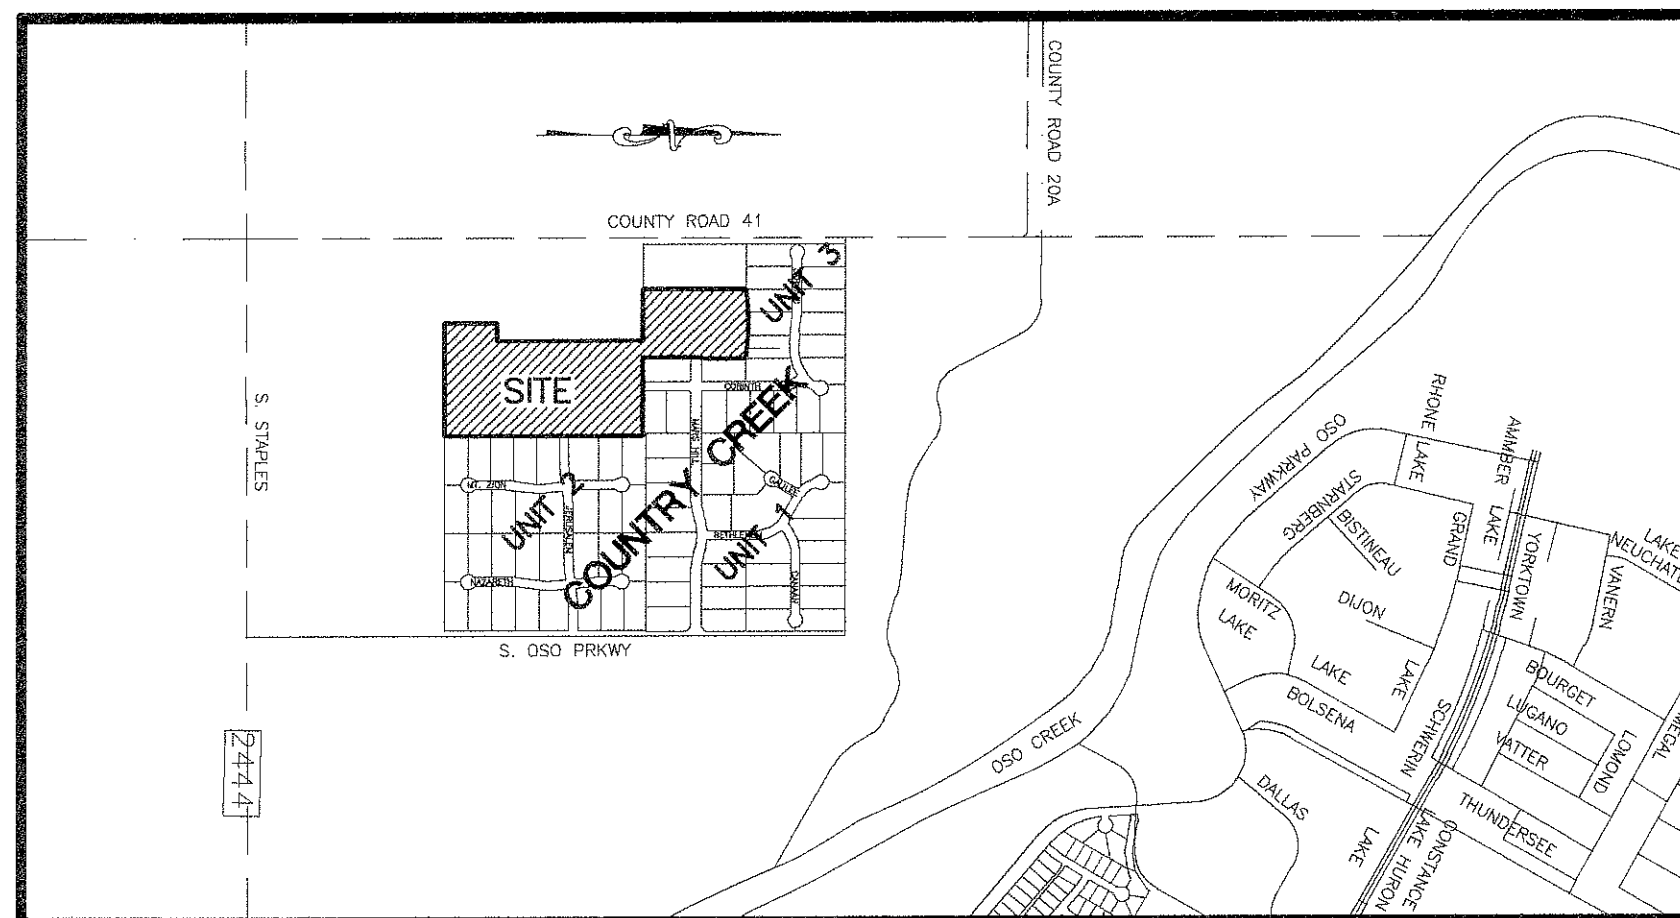 COUNTY ROAD 20A
COUNTY ROAD 41
UNIT 3
SITE
S. STAPLES
CORINTH
MARS HILL
COUNTRY CREEK
MT. ZION
UNIT 2
JERUSALEM
NAZARETH
GALILEE
BETHLEHEM
UNIT 1
S. OSO PRKWY
2444
OSO CREEK
OSO PARKWAY
RHONE LAKE
AMMBER LAKE
STARNBERG
BISTINEAU
GRAND
YORKTOWN
LAKE
NEUCHATE
VANERN
MORITZ
LAKE
DIJON
LAKE
BOLSENA
LAKE
SCHWERIN
BOURGET
LUGANO
VATTER
LOMOND
MEGAL
DALLAS
LAKE
THUNDERSEE
CONSTANCE
LAKE HURON